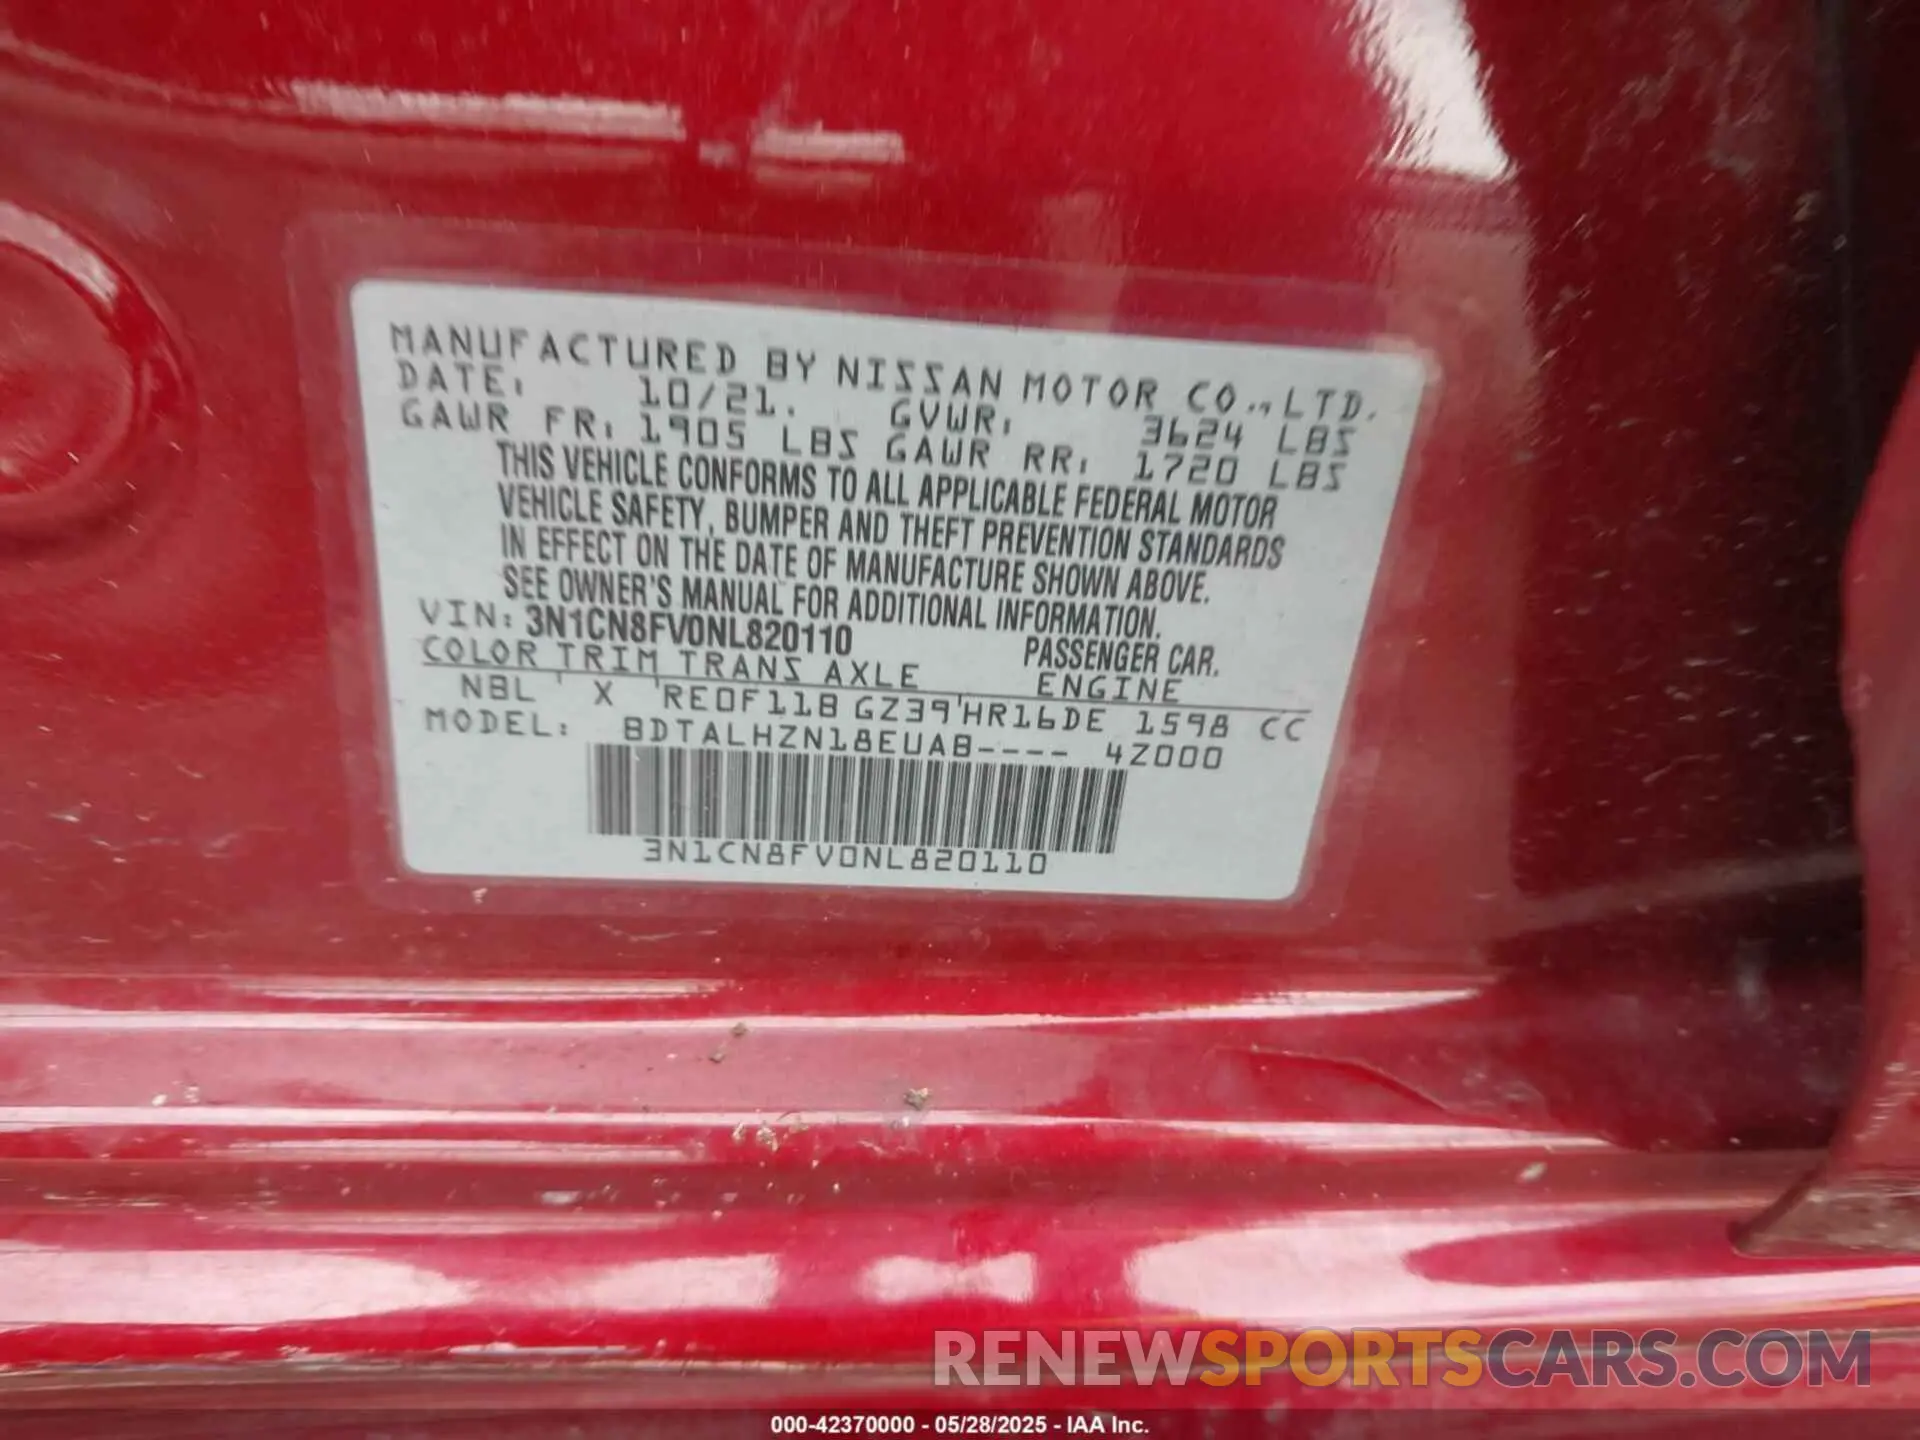 MANUFACTURED BY NISSAN MOTOR CO.,LTD.
DATE: 10/21. GVWR: 3624 LBS
GAWR FR: 1905 LBS GAWR RR: 1720 LBS
THIS VEHICLE CONFORMS TO ALL APPLICABLE FEDERAL MOTOR
VEHICLE SAFETY, BUMPER AND THEFT PREVENTION STANDARDS
IN EFFECT ON THE DATE OF MANUFACTURE SHOWN ABOVE.
SEE OWNER'S MANUAL FOR ADDITIONAL INFORMATION.
VIN: 3N1CN8FV0NL820110 PASSENGER CAR.
COLOR TRIM TRANS AXLE ENGINE
NBL X RE0F11B GZ39 HR16DE 1598 CC
MODEL: BDTALHZN18EUAB---- 4Z000
3N1CN8FV0NL820110
RENEWSPORTSCARS.COM
000-42370000 - 05/28/2025 - IAA Inc.